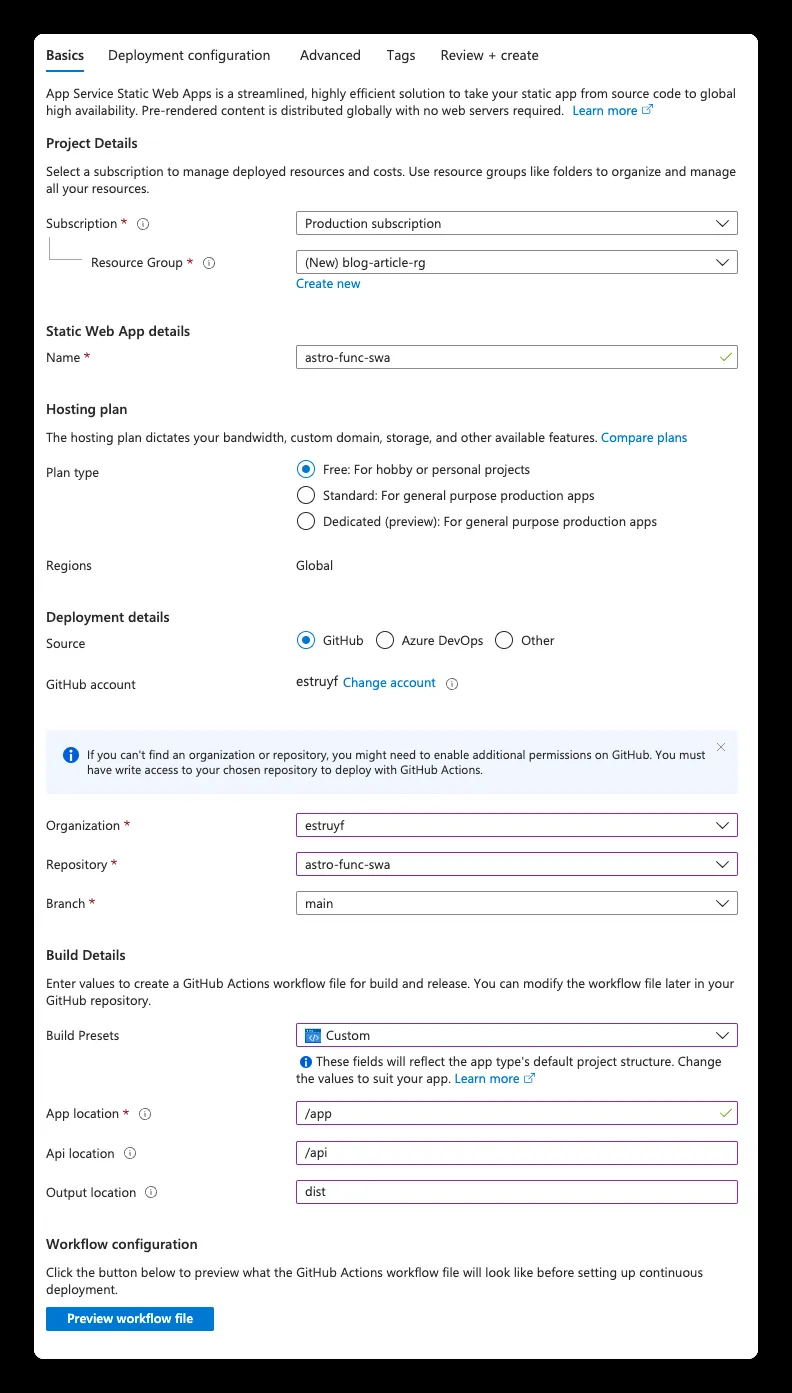 Basics Deployment configuration Advanced Tags Review + create
App Service Static Web Apps is a streamlined, highly efficient solution to take your static app from source code to global
high availability. Pre-rendered content is distributed globally with no web servers required. Learn more
Project Details
Select a subscription to manage deployed resources and costs. Use resource groups like folders to organize and manage
all your resources.
Subscription * Production subscription
Resource Group * (New) blog-article-rg
Create new
Static Web App details
Name * astro-func-swa
Hosting plan
The hosting plan dictates your bandwidth, custom domain, storage, and other available features. Compare plans
Plan type Free: For hobby or personal projects
Standard: For general purpose production apps
Dedicated (preview): For general purpose production apps
Regions Global
Deployment details
Source GitHub Azure DevOps Other
GitHub account estruyf Change account
If you can't find an organization or repository, you might need to enable additional permissions on GitHub. You must
have write access to your chosen repository to deploy with GitHub Actions.
Organization * estruyf
Repository * astro-func-swa
Branch * main
Build Details
Enter values to create a GitHub Actions workflow file for build and release. You can modify the workflow file later in your
GitHub repository.
Build Presets Custom
These fields will reflect the app type's default project structure. Change
the values to suit your app. Learn more
App location * /app
Api location /api
Output location dist
Workflow configuration
Click the button below to preview what the GitHub Actions workflow file will look like before setting up continuous
deployment.
Preview workflow file